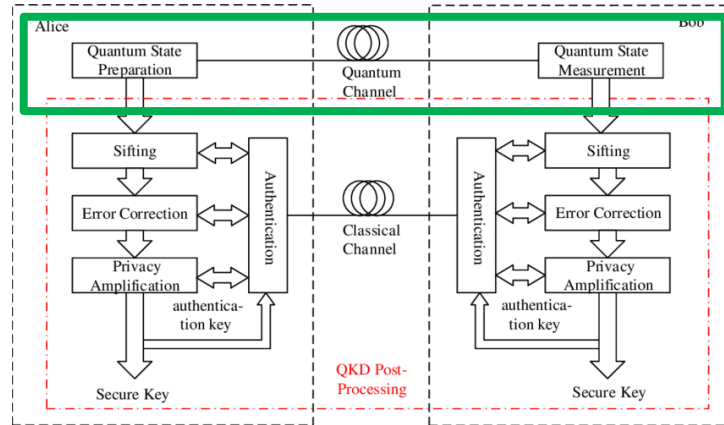 Alice
Bob
Quantum State
Preparation
Quantum
Channel
Quantum State
Measurement
Sifting
Error Correction
Privacy
Amplification
Authentication
authentica-
tion key
Secure Key
Classical
Channel
QKD Post-
Processing
Authentication
Sifting
Error Correction
Privacy
Amplification
authentica-
tion key
Secure Key